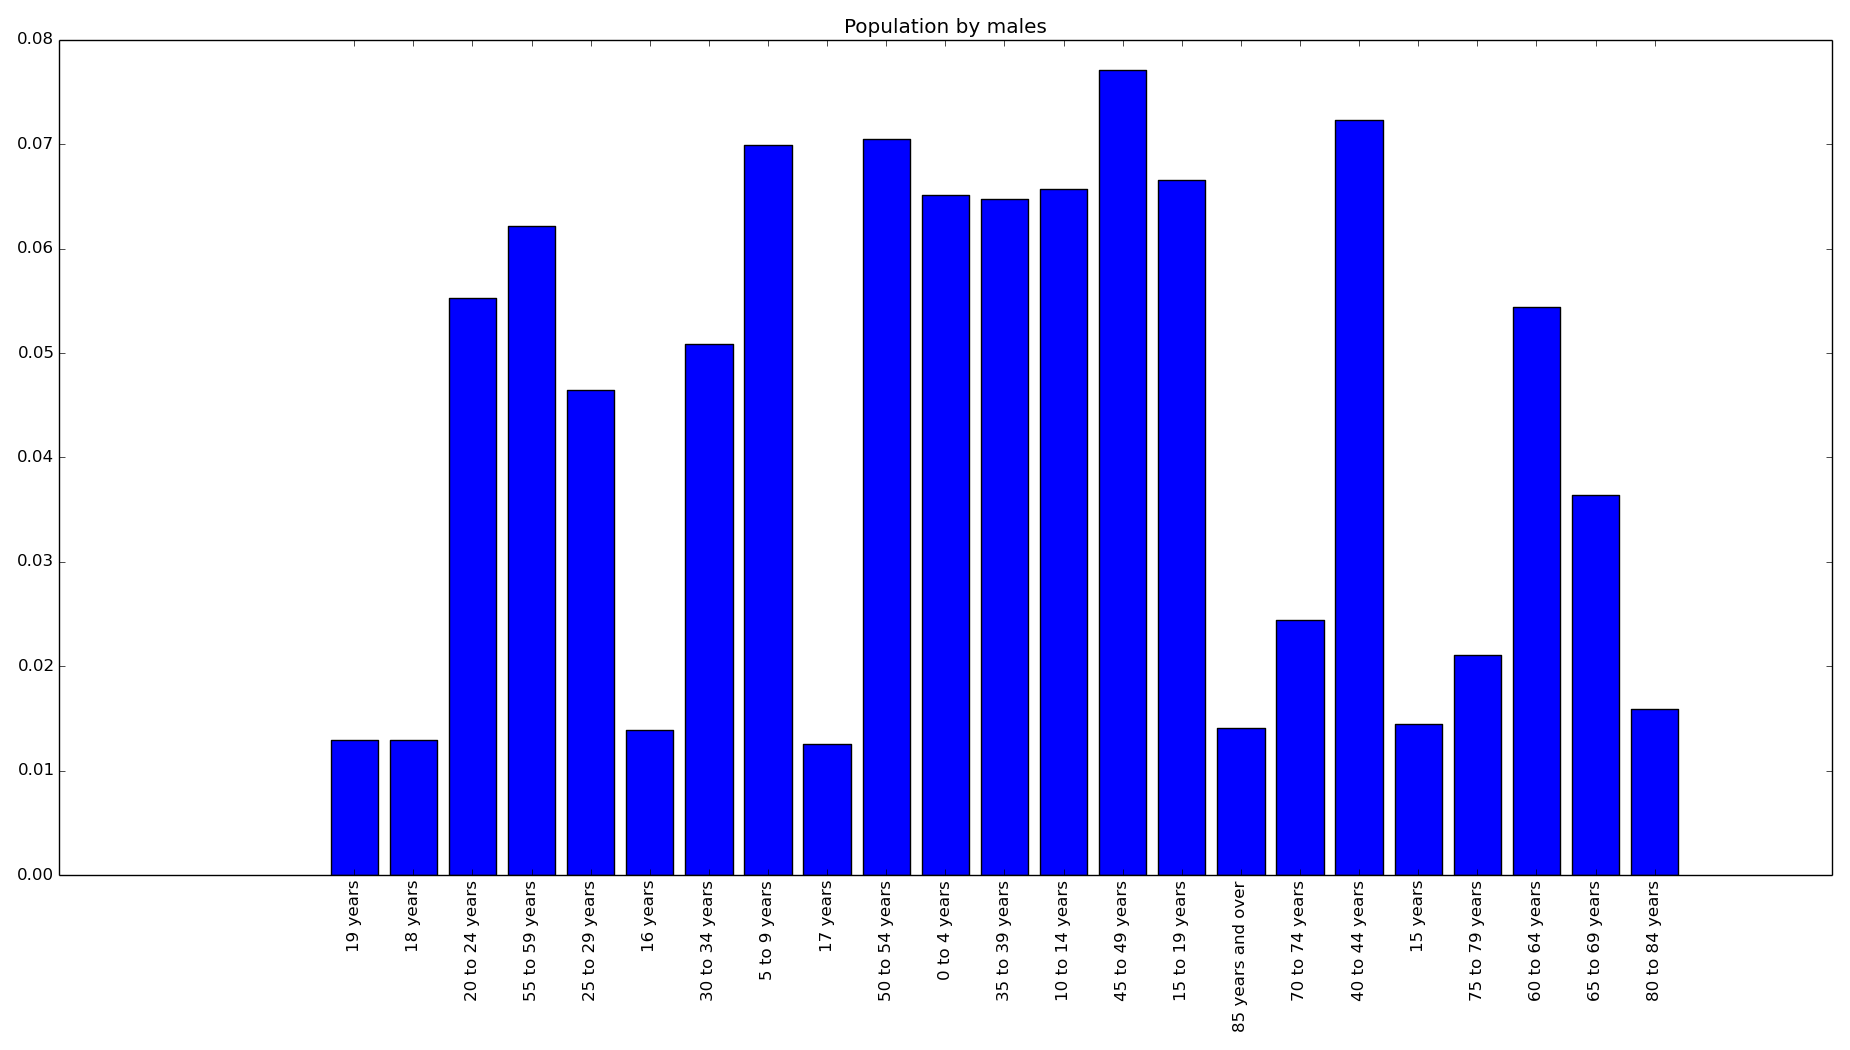 Population by males
0.08
0.07
0.06
0.05
0.04
0.03
0.02
0.01
0.00
19 years
18 years
20 to 24 years
55 to 59 years
25 to 29 years
16 years
30 to 34 years
5 to 9 years
17 years
50 to 54 years
0 to 4 years
35 to 39 years
10 to 14 years
45 to 49 years
15 to 19 years
85 years and over
70 to 74 years
40 to 44 years
15 years
75 to 79 years
60 to 64 years
65 to 69 years
80 to 84 years